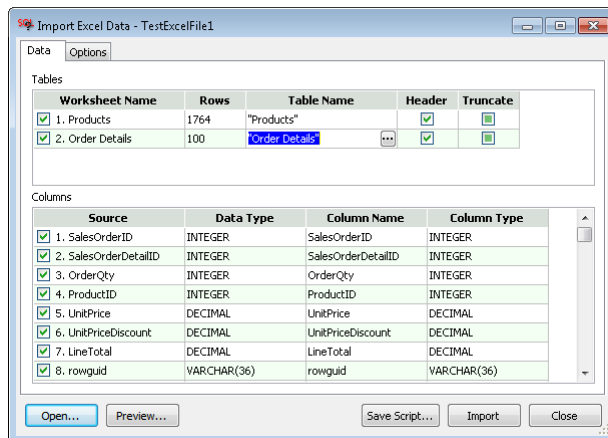 SQL Import Excel Data - TestExcelFile1
Data Options
Tables
Worksheet Name Rows Table Name Header Truncate
1. Products 1764 "Products"
2. Order Details 100 "Order Details" ...
Columns
Source Data Type Column Name Column Type
1. SalesOrderID INTEGER SalesOrderID INTEGER
2. SalesOrderDetailID INTEGER SalesOrderDetailID INTEGER
3. OrderQty INTEGER OrderQty INTEGER
4. ProductID INTEGER ProductID INTEGER
5. UnitPrice DECIMAL UnitPrice DECIMAL
6. UnitPriceDiscount DECIMAL UnitPriceDiscount DECIMAL
7. LineTotal DECIMAL LineTotal DECIMAL
8. rowguid VARCHAR(36) rowguid VARCHAR(36)
Open... Preview... Save Script... Import Close